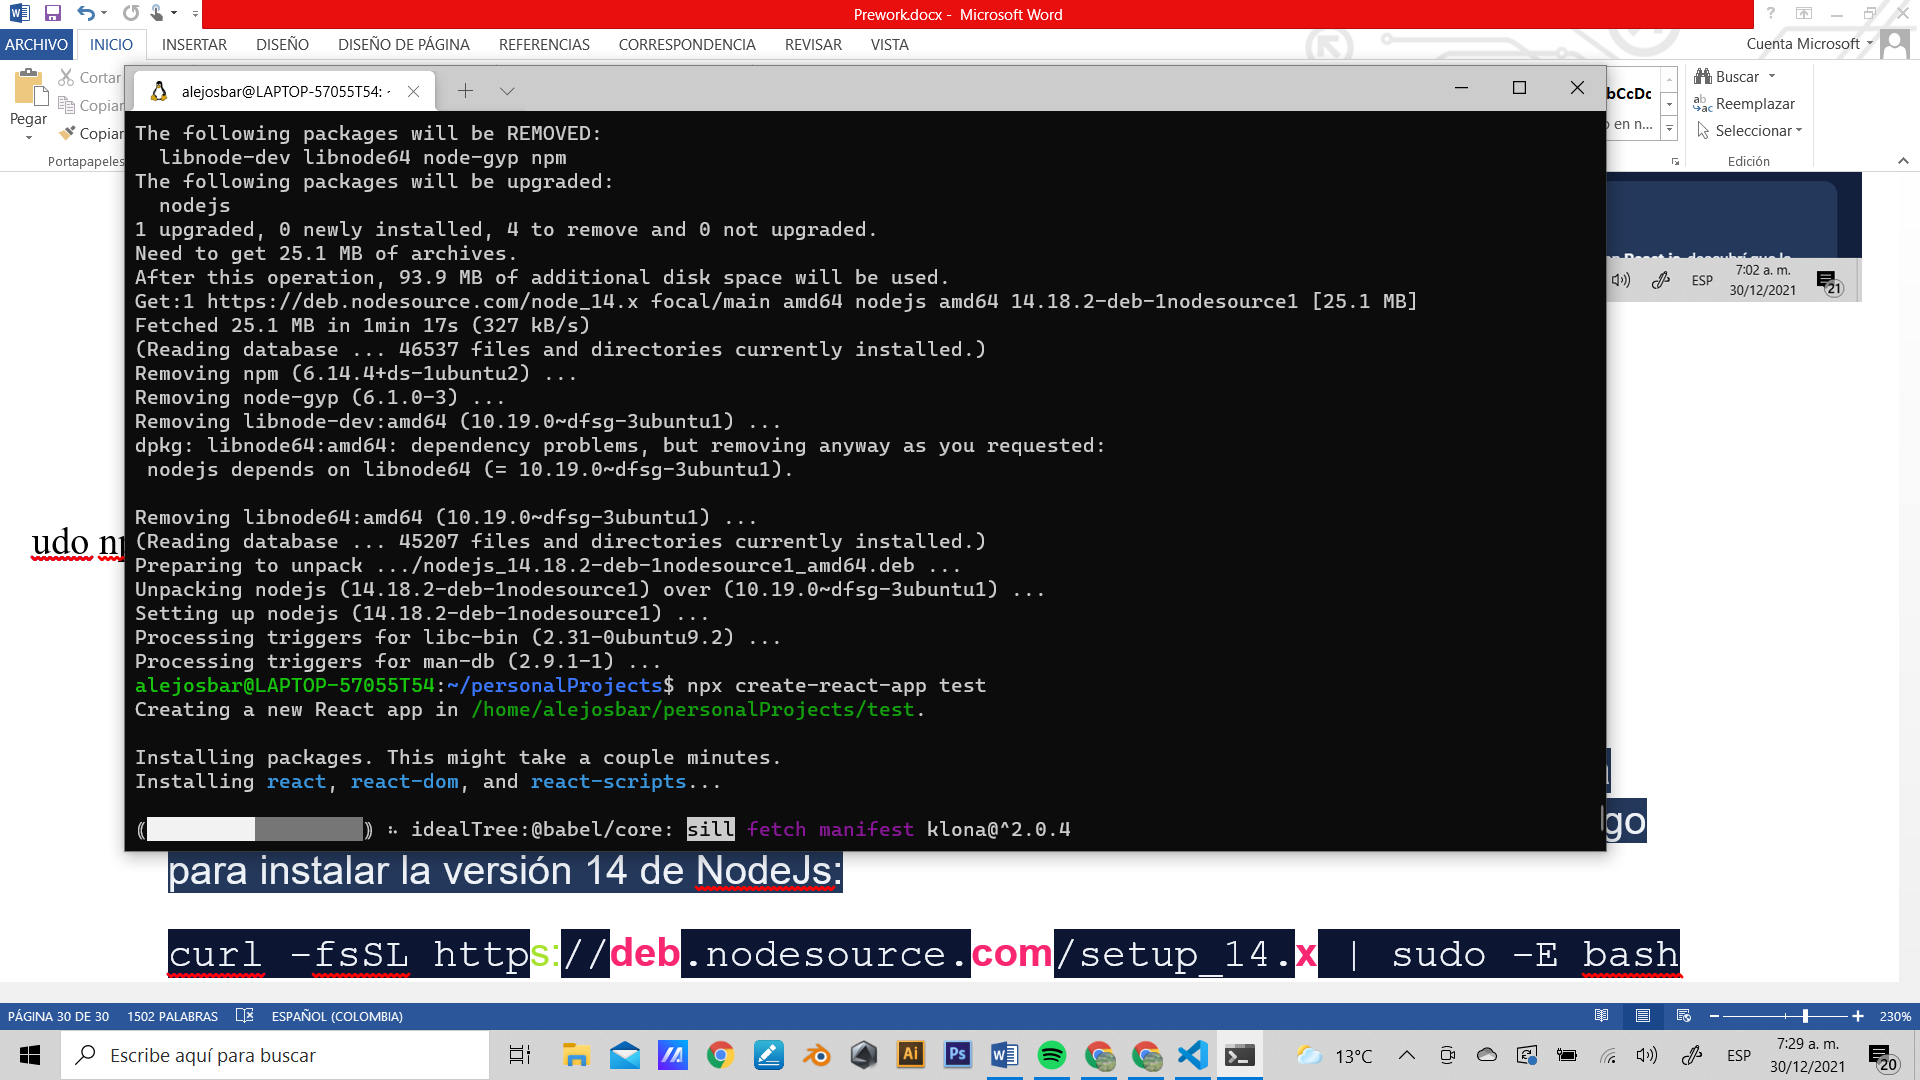 Prework.docx - Microsoft Word
ARCHIVO INICIO INSERTAR DISEÑO DISEÑO DE PÁGINA REFERENCIAS CORRESPONDENCIA REVISAR VISTA Cuenta Microsoft
Pegar
Cortar
Copiar
Copiar
Portapapeles
bCcDc
o en n...
Buscar
Reemplazar
Seleccionar
Edición
alejosbar@LAPTOP-57055T54: ~
The following packages will be REMOVED:
libnode-dev libnode64 node-gyp npm
The following packages will be upgraded:
nodejs
1 upgraded, 0 newly installed, 4 to remove and 0 not upgraded.
Need to get 25.1 MB of archives.
After this operation, 93.9 MB of additional disk space will be used.
Get:1 https://deb.nodesource.com/node_14.x focal/main amd64 nodejs amd64 14.18.2-deb-1nodesource1 [25.1 MB]
Fetched 25.1 MB in 1min 17s (327 kB/s)
(Reading database ... 46537 files and directories currently installed.)
Removing npm (6.14.4+ds-1ubuntu2) ...
Removing node-gyp (6.1.0-3) ...
Removing libnode-dev:amd64 (10.19.0~dfsg-3ubuntu1) ...
dpkg: libnode64:amd64: dependency problems, but removing anyway as you requested:
nodejs depends on libnode64 (= 10.19.0~dfsg-3ubuntu1).
Removing libnode64:amd64 (10.19.0~dfsg-3ubuntu1) ...
(Reading database ... 45207 files and directories currently installed.)
Preparing to unpack .../nodejs_14.18.2-deb-1nodesource1_amd64.deb ...
Unpacking nodejs (14.18.2-deb-1nodesource1) over (10.19.0~dfsg-3ubuntu1) ...
Setting up nodejs (14.18.2-deb-1nodesource1) ...
Processing triggers for libc-bin (2.31-0ubuntu9.2) ...
Processing triggers for man-db (2.9.1-1) ...
alejosbar@LAPTOP-57055T54:~/personalProjects$ npx create-react-app test
Creating a new React app in /home/alejosbar/personalProjects/test.
Installing packages. This might take a couple minutes.
Installing react, react-dom, and react-scripts...
idealTree:@babel/core: sill fetch manifest klona@^2.0.4
ESP
7:02 a. m.
30/12/2021
21
udo np
go
para instalar la versión 14 de NodeJs:
curl -fsSL https://deb.nodesource.com/setup_14.x | sudo -E bash
PÁGINA 30 DE 30 1502 PALABRAS ESPAÑOL (COLOMBIA) 230%
Escribe aquí para buscar
13°C
ESP
7:29 a. m.
30/12/2021
20